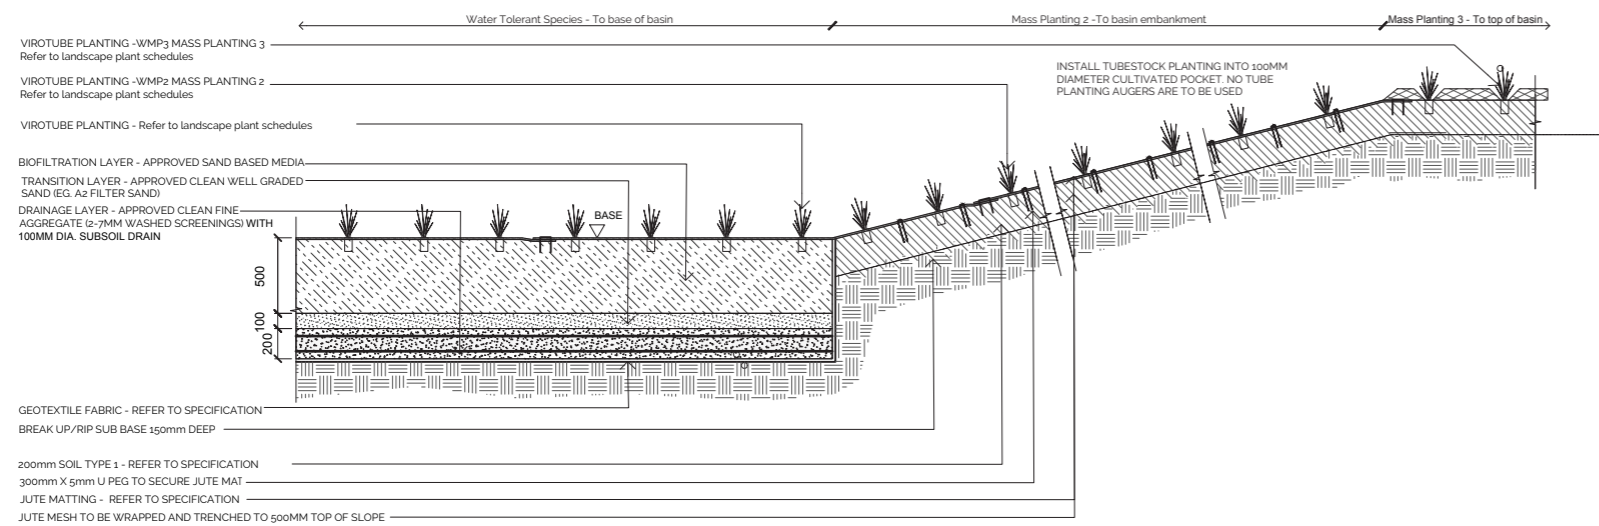 Water Tolerant Species - To base of basin
Mass Planting 2 -To basin embankment
Mass Planting 3 - To top of basin
VIROTUBE PLANTING -WMP3 MASS PLANTING 3
Refer to landscape plant schedules
INSTALL TUBESTOCK PLANTING INTO 100MM
DIAMETER CULTIVATED POCKET. NO TUBE
PLANTING AUGERS ARE TO BE USED
VIROTUBE PLANTING -WMP2 MASS PLANTING 2
Refer to landscape plant schedules
VIROTUBE PLANTING - Refer to landscape plant schedules
BIOFILTRATION LAYER - APPROVED SAND BASED MEDIA
TRANSITION LAYER - APPROVED CLEAN WELL GRADED
SAND (EG. A2 FILTER SAND)
DRAINAGE LAYER - APPROVED CLEAN FINE
AGGREGATE (2-7MM WASHED SCREENINGS) WITH
100MM DIA. SUBSOIL DRAIN
BASE
500
100
200
GEOTEXTILE FABRIC - REFER TO SPECIFICATION
BREAK UP/RIP SUB BASE 150mm DEEP
200mm SOIL TYPE 1 - REFER TO SPECIFICATION
300mm X 5mm U PEG TO SECURE JUTE MAT
JUTE MATTING - REFER TO SPECIFICATION
JUTE MESH TO BE WRAPPED AND TRENCHED TO 500MM TOP OF SLOPE